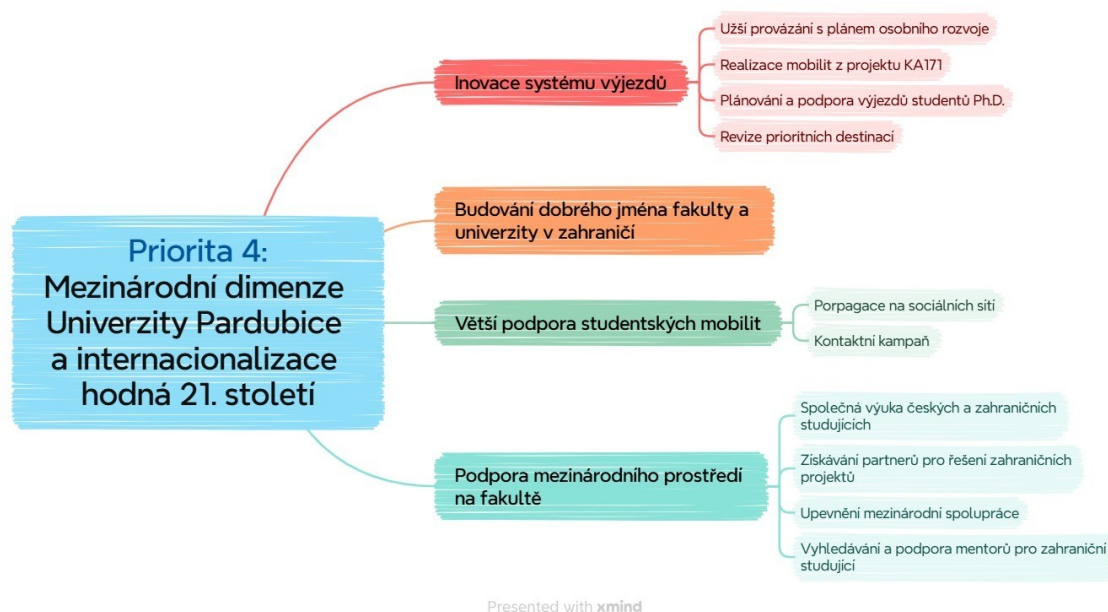 Priorita 4:
Mezinárodní dimenze
Univerzity Pardubice
a internacionalizace
hodná 21. století
Inovace systému výjezdů
Užší provázání s plánem osobního rozvoje
Realizace mobilit z projektu KA171
Plánování a podpora výjezdů studentů Ph.D.
Revize prioritních destinací
Budování dobrého jména fakulty a
univerzity v zahraničí
Větší podpora studentských mobilit
Porpagace na sociálních sítí
Kontaktní kampaň
Podpora mezinárodního prostředí
na fakultě
Společná výuka českých a zahraničních
studujících
Získávání partnerů pro řešení zahraničních
projektů
Upevnění mezinárodní spolupráce
Vyhledávání a podpora mentorů pro zahraniční
studující
Presented with xmind